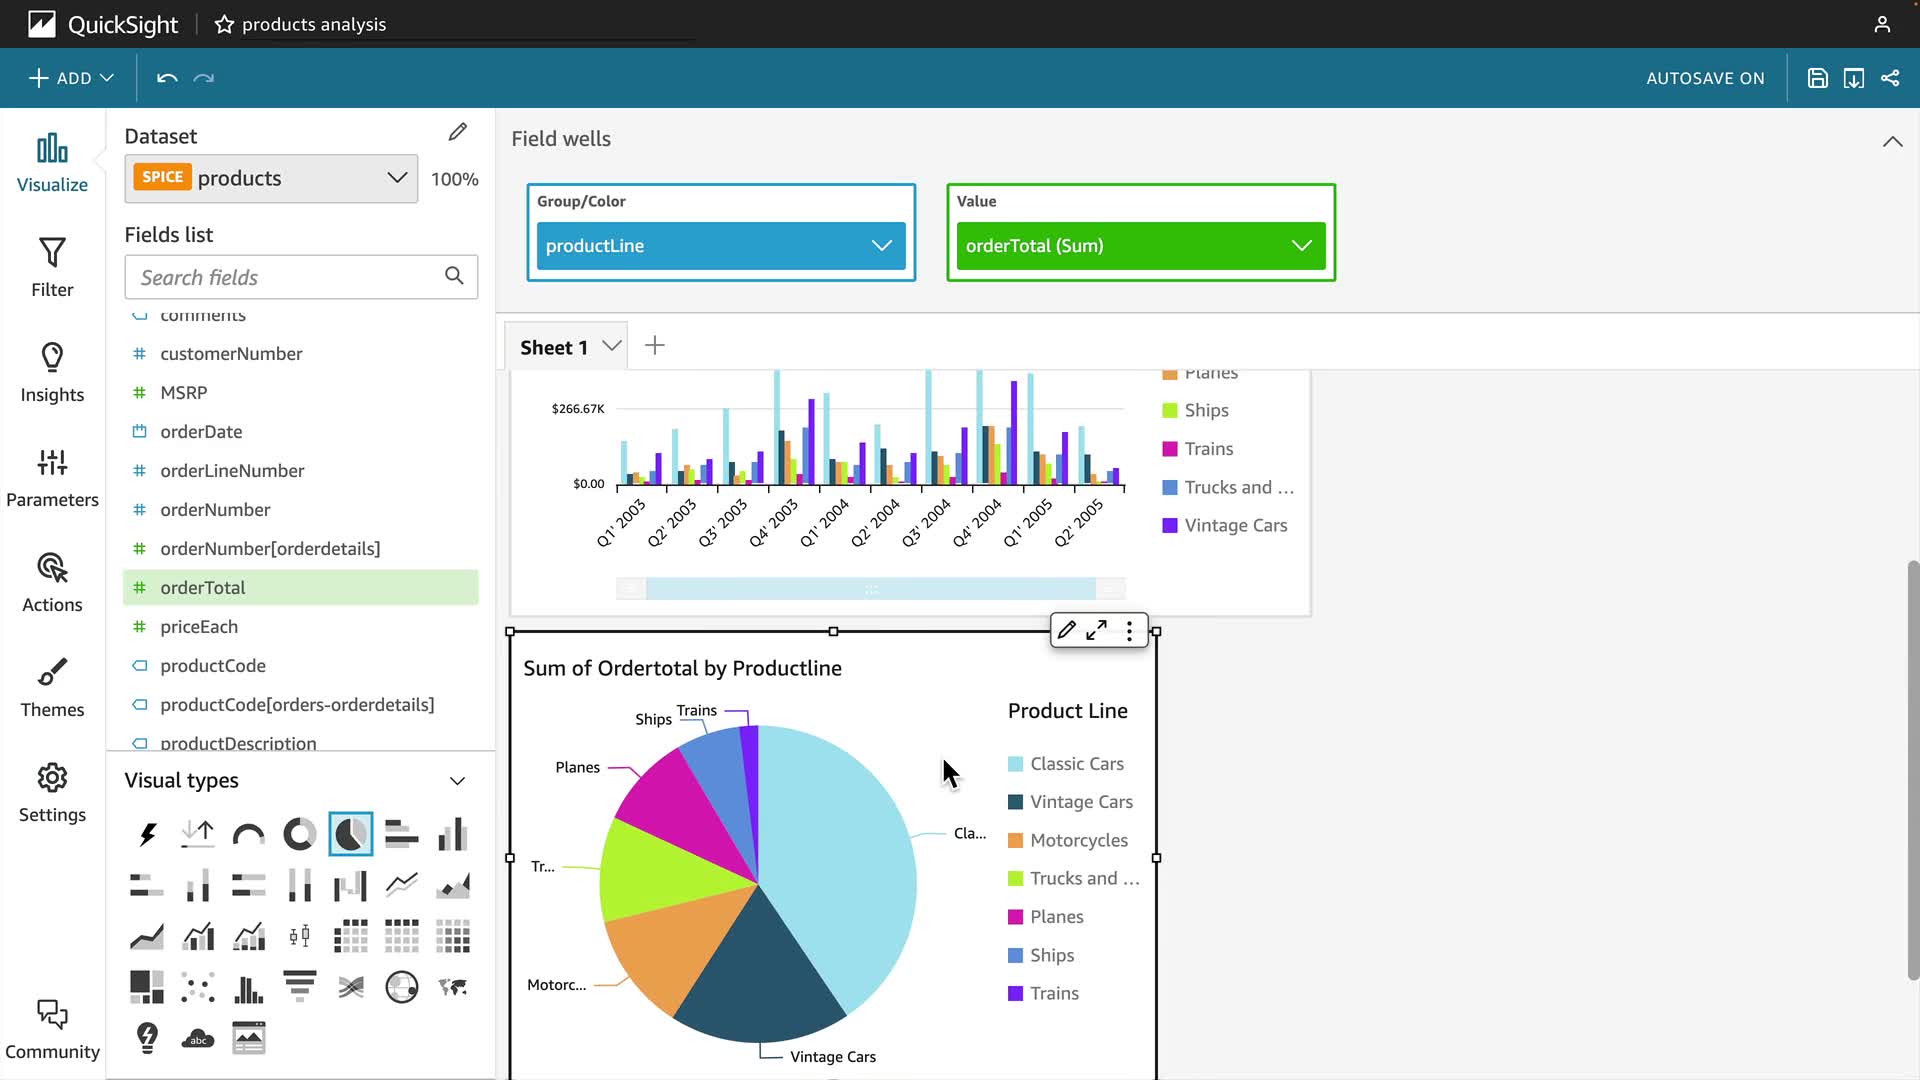 QuickSight
products analysis
ADD
AUTOSAVE ON
Visualize
Filter
Insights
Parameters
Actions
Themes
Settings
Community
Dataset
SPICE products
100%
Fields list
Search fields
comments
customerNumber
MSRP
orderDate
orderLineNumber
orderNumber
orderNumber[orderdetails]
orderTotal
priceEach
productCode
productCode[orders-orderdetails]
productDescription
Visual types
abc
Field wells
Group/Color
productLine
Value
orderTotal (Sum)
Sheet 1
$266.67K
$0.00
Q1' 2003
Q2' 2003
Q3' 2003
Q4' 2003
Q1' 2004
Q2' 2004
Q3' 2004
Q4' 2004
Q1' 2005
Q2' 2005
Planes
Ships
Trains
Trucks and ...
Vintage Cars
Sum of Ordertotal by Productline
Trains
Ships
Planes
Tr...
Motorc...
Vintage Cars
Cla...
Product Line
Classic Cars
Vintage Cars
Motorcycles
Trucks and ...
Planes
Ships
Trains